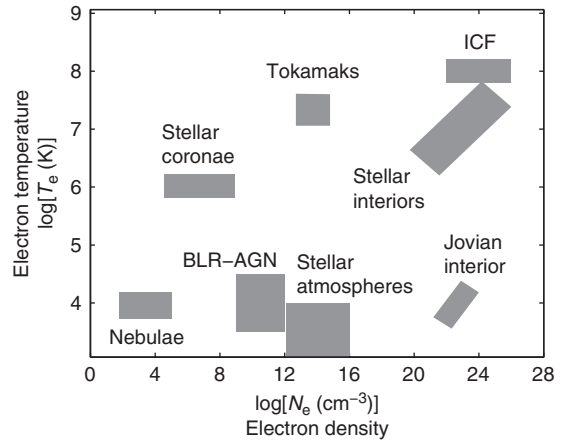 9
8
7
6
5
4
Electron temperature
log[Tₑ (K)]
ICF
Tokamaks
Stellar
coronae
Stellar
interiors
BLR–AGN
Stellar
atmospheres
Jovian
interior
Nebulae
0 4 8 12 16 20 24 28
log[Nₑ (cm⁻³)]
Electron density